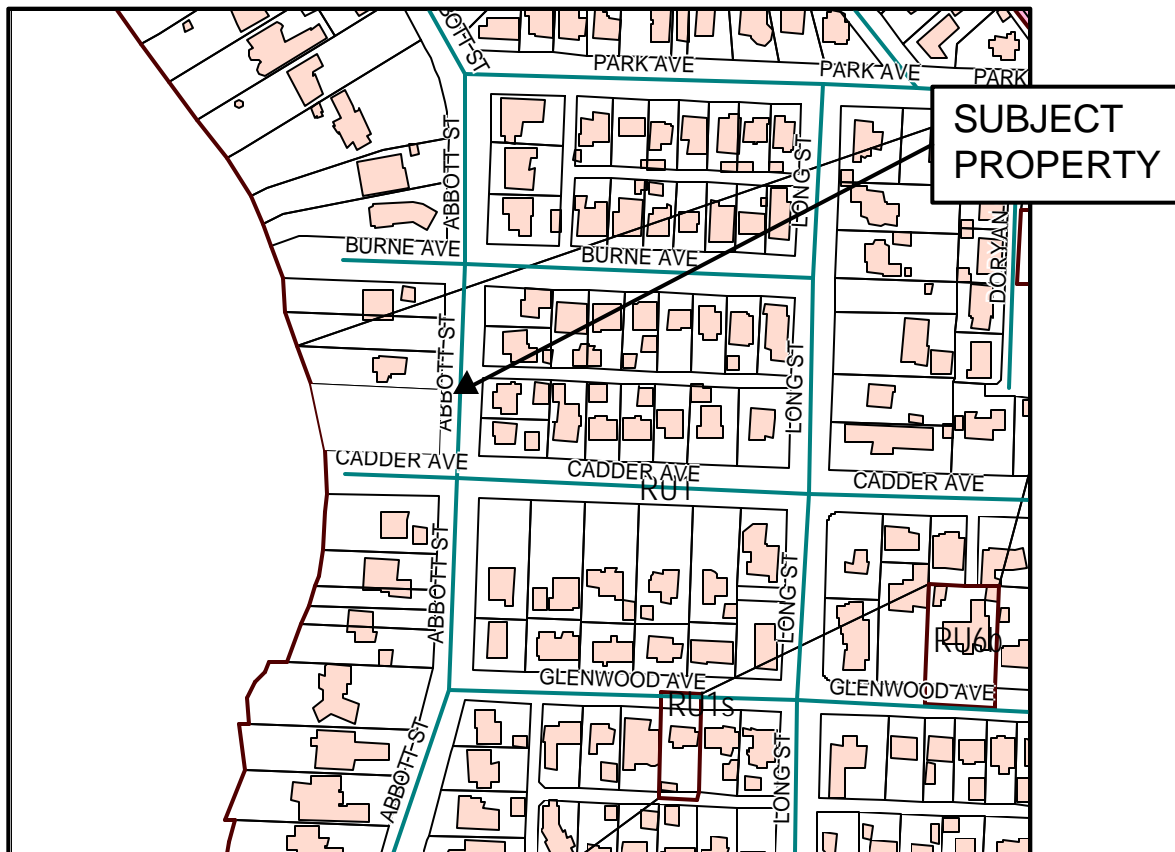 ABBOTT ST
PARK AVE
PARK AVE
PARK
SUBJECT
PROPERTY
ABBOTT ST
LONG ST
DORYAN
BURNE AVE
BURNE AVE
ABBOTT ST
LONG ST
CADDER AVE
CADDER AVE
CADDER AVE
RU1
ABBOTT ST
LONG ST
RU6b
GLENWOOD AVE
GLENWOOD AVE
RU1s
ABBOTT ST
LONG ST